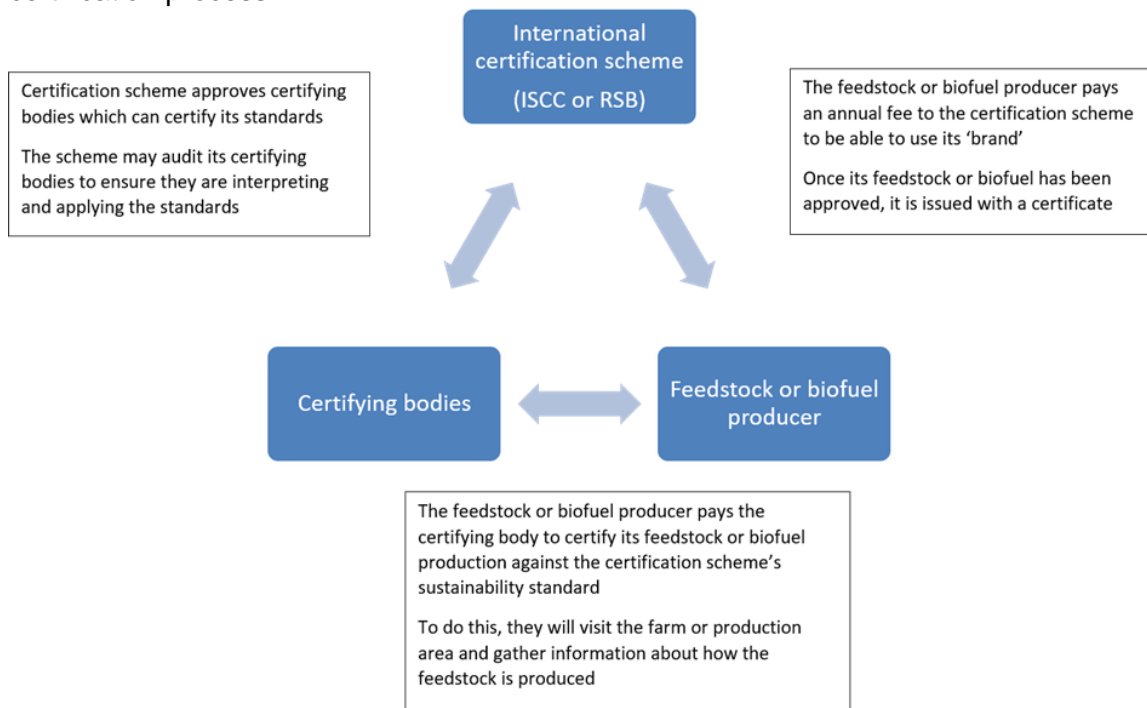 certification process
International
certification scheme
(ISCC or RSB)
Certification scheme approves certifying
bodies which can certify its standards
The scheme may audit its certifying
bodies to ensure they are interpreting
and applying the standards
The feedstock or biofuel producer pays
an annual fee to the certification scheme
to be able to use its ‘brand’
Once its feedstock or biofuel has been
approved, it is issued with a certificate
Certifying bodies
Feedstock or biofuel
producer
The feedstock or biofuel producer pays the
certifying body to certify its feedstock or biofuel
production against the certification scheme’s
sustainability standard
To do this, they will visit the farm or production
area and gather information about how the
feedstock is produced